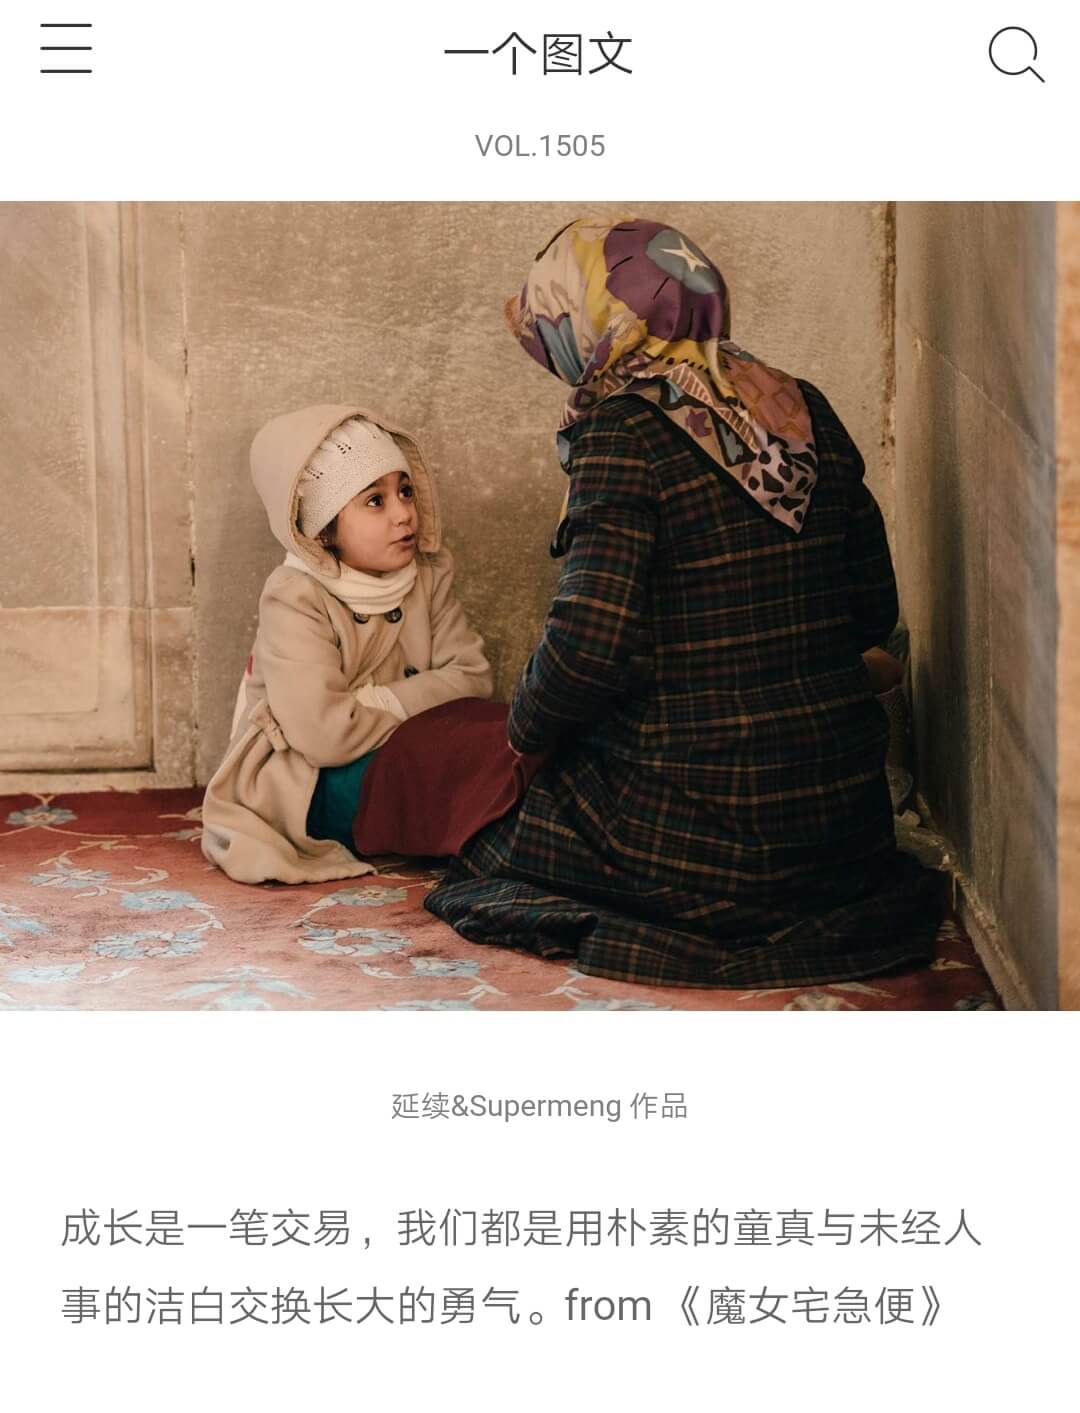 一个图文
VOL.1505
延续&Supermeng 作品
成长是一笔交易，我们都是用朴素的童真与未经人
事的洁白交换长大的勇气。from《魔女宅急便》